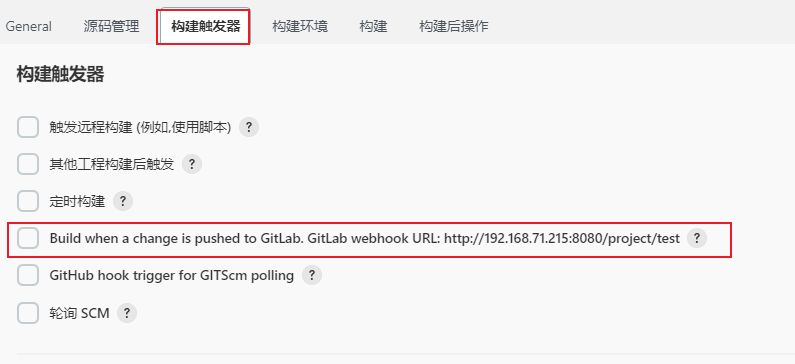 General 源码管理 构建触发器 构建环境 构建 构建后操作
构建触发器
触发远程构建 (例如,使用脚本) ?
其他工程构建后触发 ?
定时构建 ?
Build when a change is pushed to GitLab. GitLab webhook URL: http://192.168.71.215:8080/project/test ?
GitHub hook trigger for GITScm polling ?
轮询 SCM ?